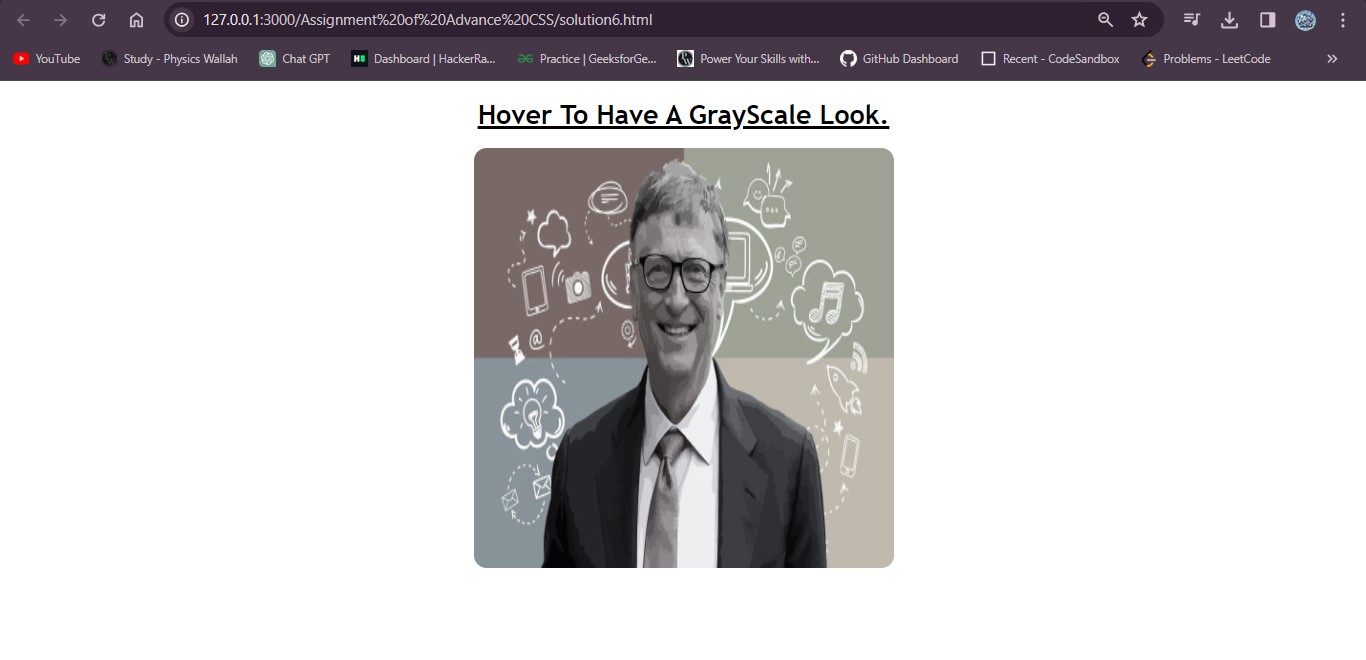 127.0.0.1:3000/Assignment%20of%20Advance%20CSS/solution6.html
YouTube Study - Physics Wallah Chat GPT Dashboard | HackerRa... Practice | GeeksforGe... Power Your Skills with... GitHub Dashboard Recent - CodeSandbox Problems - LeetCode »
Hover To Have A GrayScale Look.
@